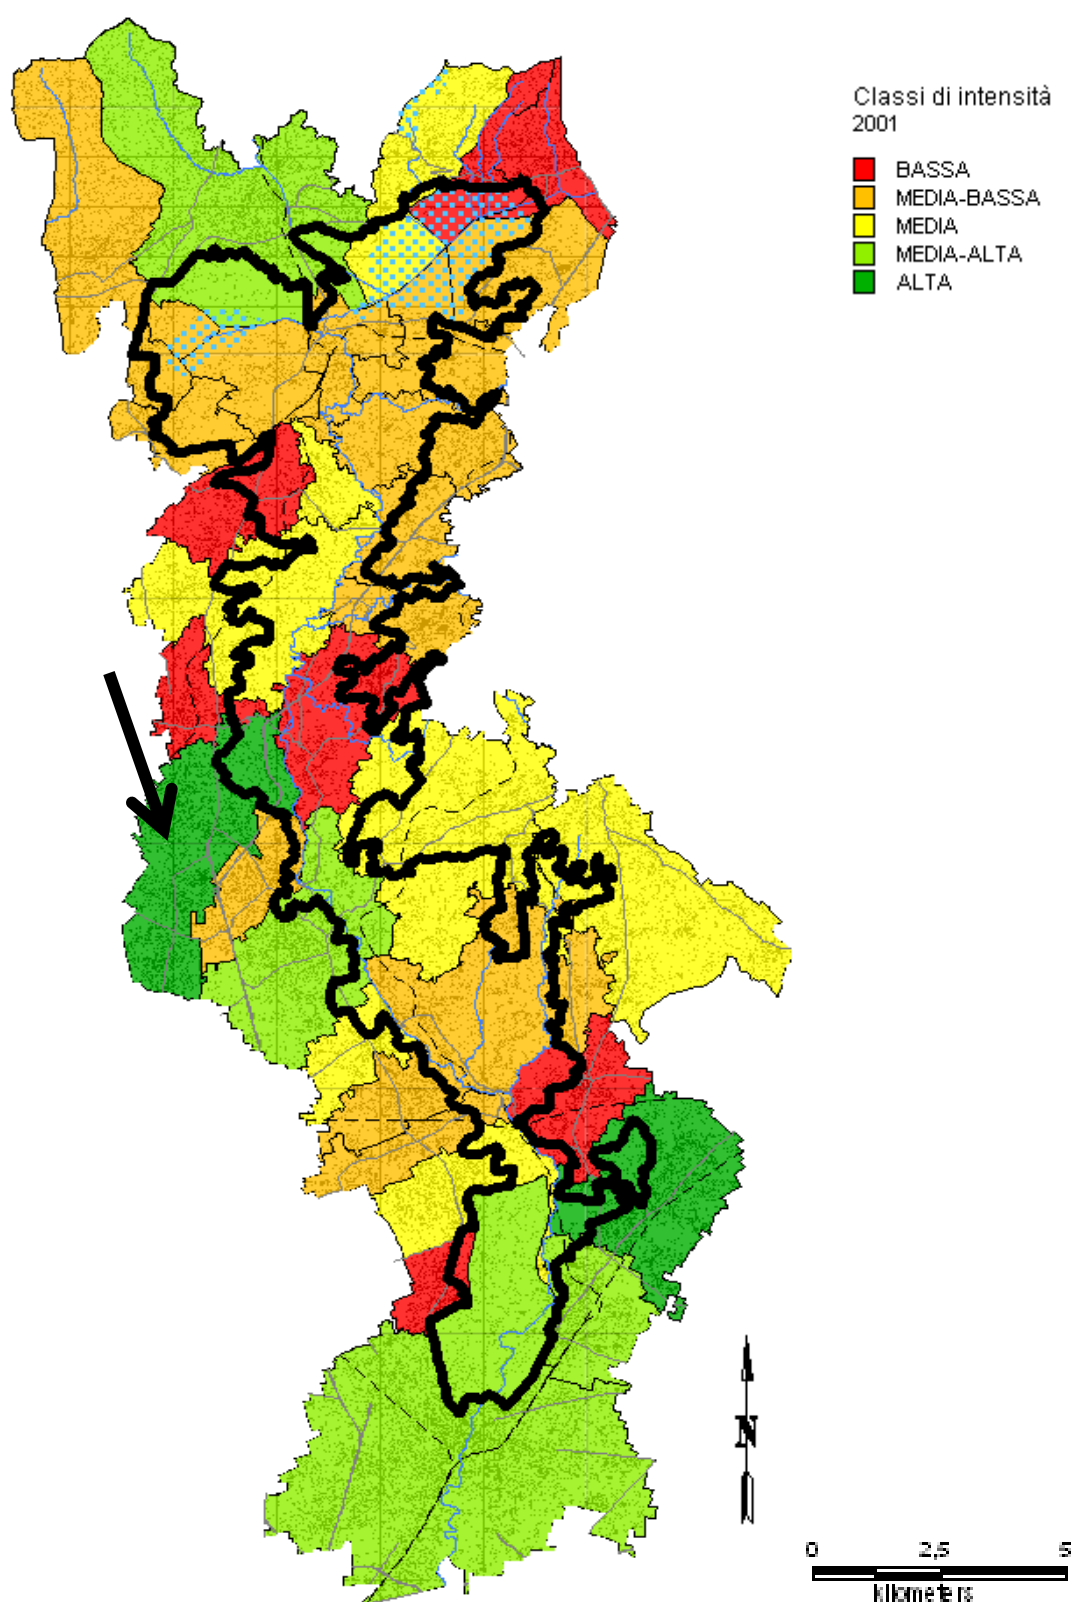 Classi di intensità
2001
BASSA
MEDIA-BASSA
MEDIA
MEDIA-ALTA
ALTA
N
0 2,5 5
kilometers